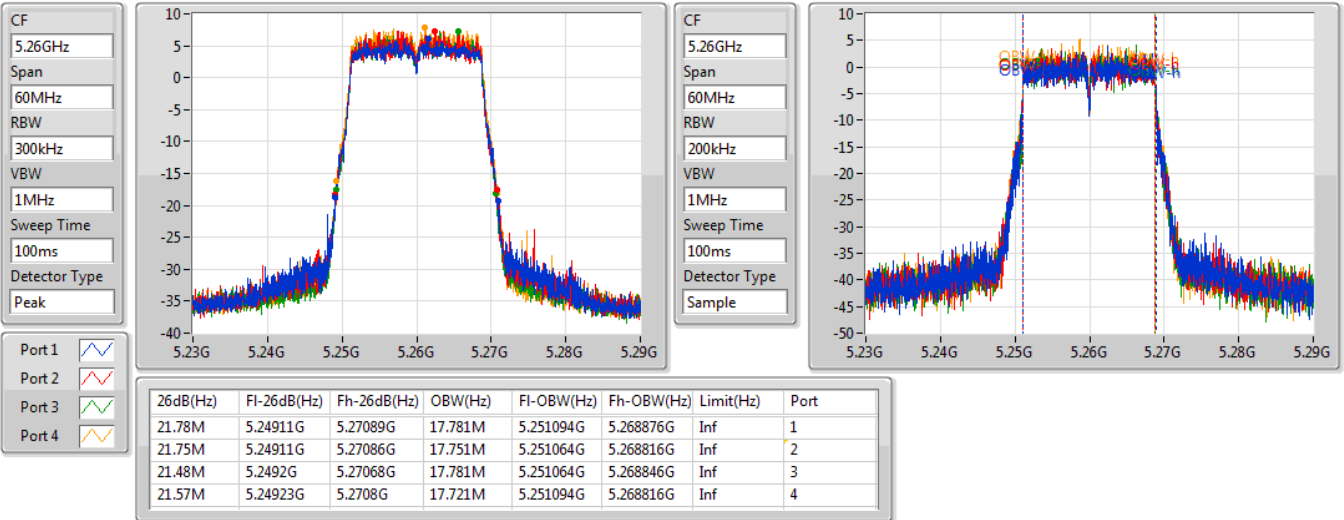 CF
5.26GHz
Span
60MHz
RBW
300kHz
VBW
1MHz
Sweep Time
100ms
Detector Type
Peak
10
5
0
-5
-10
-15
-20
-25
-30
-35
-40
5.23G 5.24G 5.25G 5.26G 5.27G 5.28G 5.29G
CF
5.26GHz
Span
60MHz
RBW
200kHz
VBW
1MHz
Sweep Time
100ms
Detector Type
Sample
10
5
0
-5
-10
-15
-20
-25
-30
-35
-40
-45
-50
5.23G 5.24G 5.25G 5.26G 5.27G 5.28G 5.29G
Port 1
Port 2
Port 3
Port 4
26dB(Hz) Fl-26dB(Hz) Fh-26dB(Hz) OBW(Hz) Fl-OBW(Hz) Fh-OBW(Hz) Limit(Hz) Port
21.78M 5.24911G 5.27089G 17.781M 5.251094G 5.268876G Inf 1
21.75M 5.24911G 5.27086G 17.751M 5.251064G 5.268816G Inf 2
21.48M 5.2492G 5.27068G 17.781M 5.251064G 5.268846G Inf 3
21.57M 5.24923G 5.2708G 17.721M 5.251094G 5.268816G Inf 4